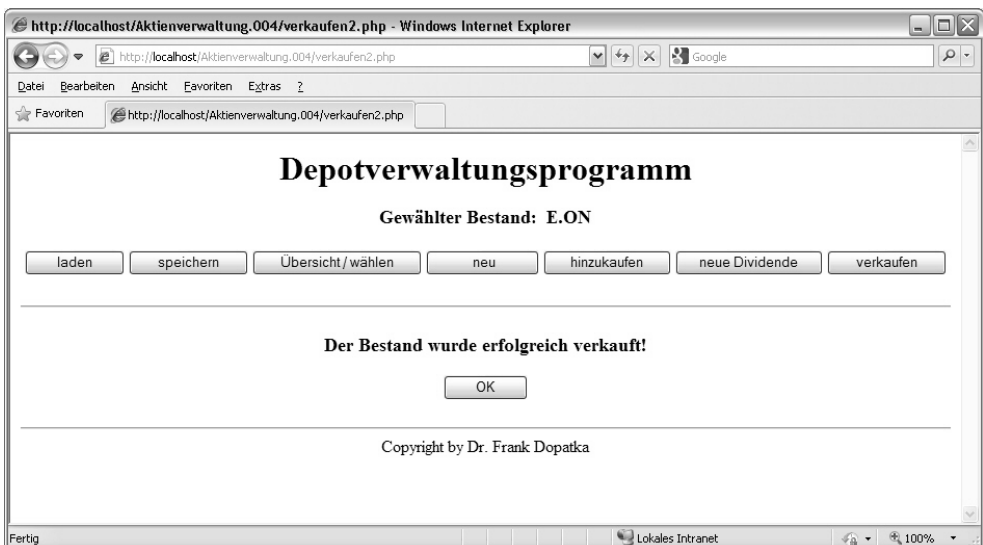 http://localhost/Aktienverwaltung.004/verkaufen2.php - Windows Internet Explorer
http://localhost/Aktienverwaltung.004/verkaufen2.php Google
Datei Bearbeiten Ansicht Favoriten Extras ?
Favoriten http://localhost/Aktienverwaltung.004/verkaufen2.php
Depotverwaltungsprogramm
Gewählter Bestand: E.ON
laden speichern Übersicht / wählen neu hinzukaufen neue Dividende verkaufen
Der Bestand wurde erfolgreich verkauft!
OK
Copyright by Dr. Frank Dopatka
Fertig Lokales Intranet 100%